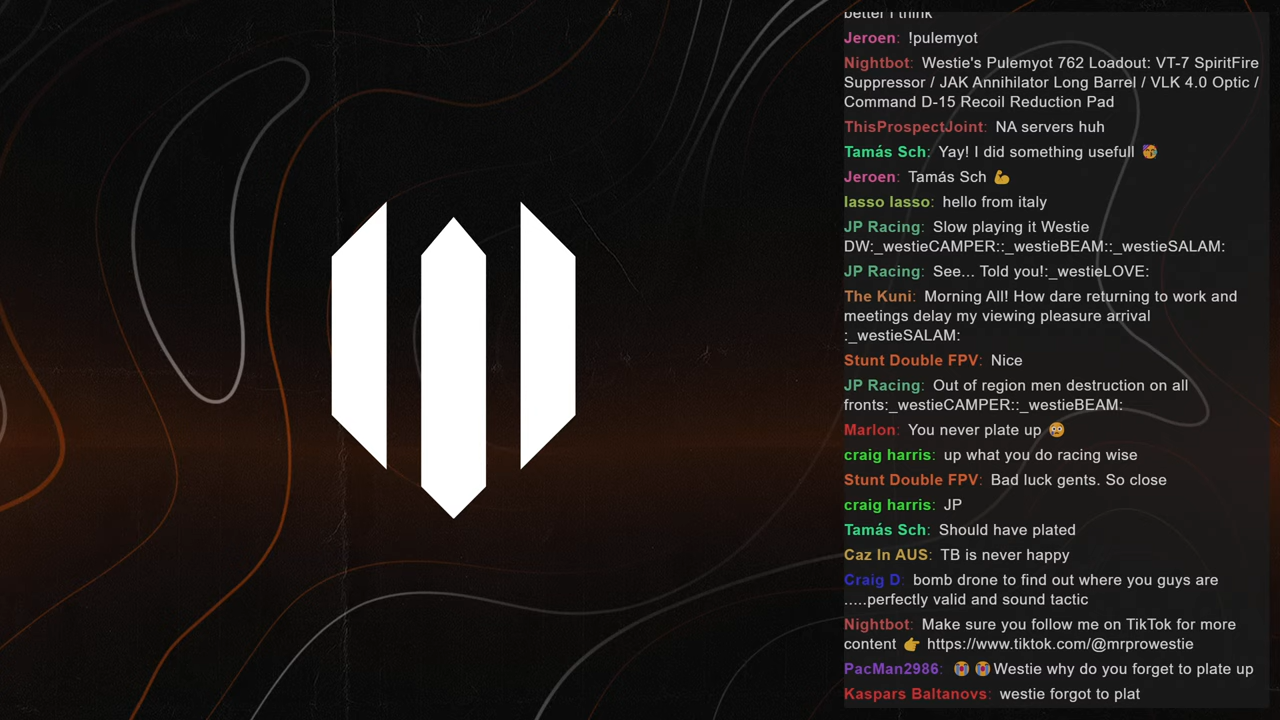 better I think
Jeroen: !pulemyot
Nightbot: Westie's Pulemyot 762 Loadout: VT-7 SpiritFire
Suppressor / JAK Annihilator Long Barrel / VLK 4.0 Optic /
Command D-15 Recoil Reduction Pad
ThisProspectJoint: NA servers huh
Tamás Sch: Yay! I did something usefull 🥳
Jeroen: Tamás Sch 💪
lasso lasso: hello from italy
JP Racing: Slow playing it Westie
DW:_westieCAMPER::_westieBEAM::_westieSALAM:
JP Racing: See... Told you!:_westieLOVE:
The Kuni: Morning All! How dare returning to work and
meetings delay my viewing pleasure arrival
:_westieSALAM:
Stunt Double FPV: Nice
JP Racing: Out of region men destruction on all
fronts:_westieCAMPER::_westieBEAM:
Marlon: You never plate up 😳
craig harris: up what you do racing wise
Stunt Double FPV: Bad luck gents. So close
craig harris: JP
Tamás Sch: Should have plated
Caz In AUS: TB is never happy
Craig D: bomb drone to find out where you guys are
.....perfectly valid and sound tactic
Nightbot: Make sure you follow me on TikTok for more
content 👉 https://www.tiktok.com/@mrprowestie
PacMan2986: 😭😭Westie why do you forget to plate up
Kaspars Baltanovs: westie forgot to plat